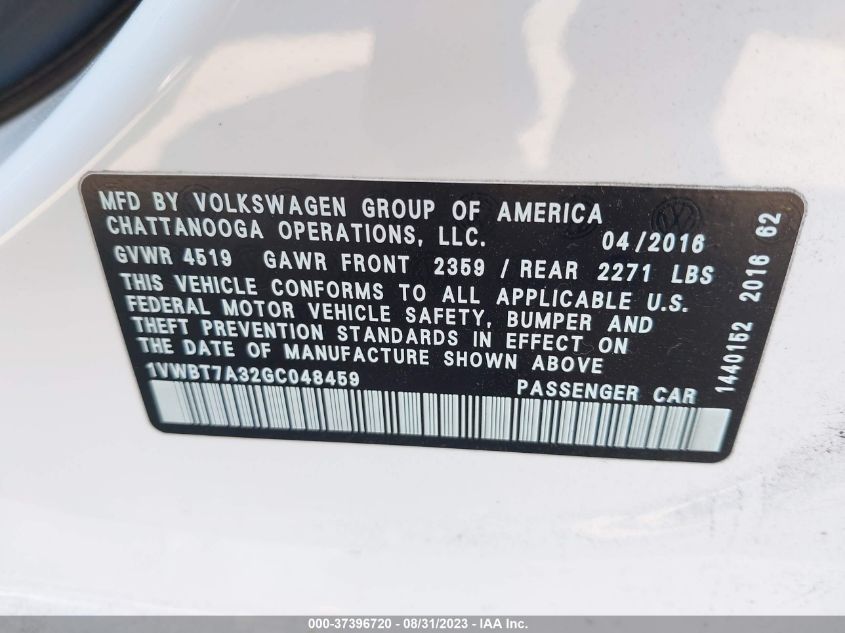 MFD BY VOLKSWAGEN GROUP OF AMERICA
CHATTANOOGA OPERATIONS, LLC. 04/2016
GVWR 4519 GAWR FRONT 2359 / REAR 2271 LBS
THIS VEHICLE CONFORMS TO ALL APPLICABLE U.S.
FEDERAL MOTOR VEHICLE SAFETY, BUMPER AND
THEFT PREVENTION STANDARDS IN EFFECT ON
THE DATE OF MANUFACTURE SHOWN ABOVE
1VWBT7A32GC048459 PASSENGER CAR
1440152 2016 62
000-37396720 - 08/31/2023 - IAA Inc.